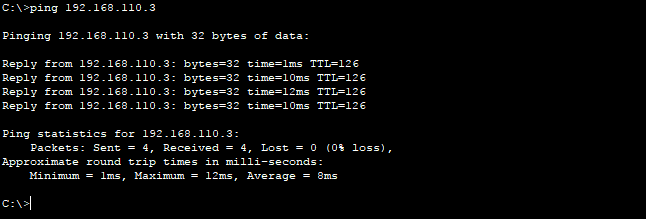 C:\>ping 192.168.110.3
Pinging 192.168.110.3 with 32 bytes of data:
Reply from 192.168.110.3: bytes=32 time=1ms TTL=126
Reply from 192.168.110.3: bytes=32 time=10ms TTL=126
Reply from 192.168.110.3: bytes=32 time=12ms TTL=126
Reply from 192.168.110.3: bytes=32 time=10ms TTL=126
Ping statistics for 192.168.110.3:
    Packets: Sent = 4, Received = 4, Lost = 0 (0% loss),
Approximate round trip times in milli-seconds:
    Minimum = 1ms, Maximum = 12ms, Average = 8ms
C:\>